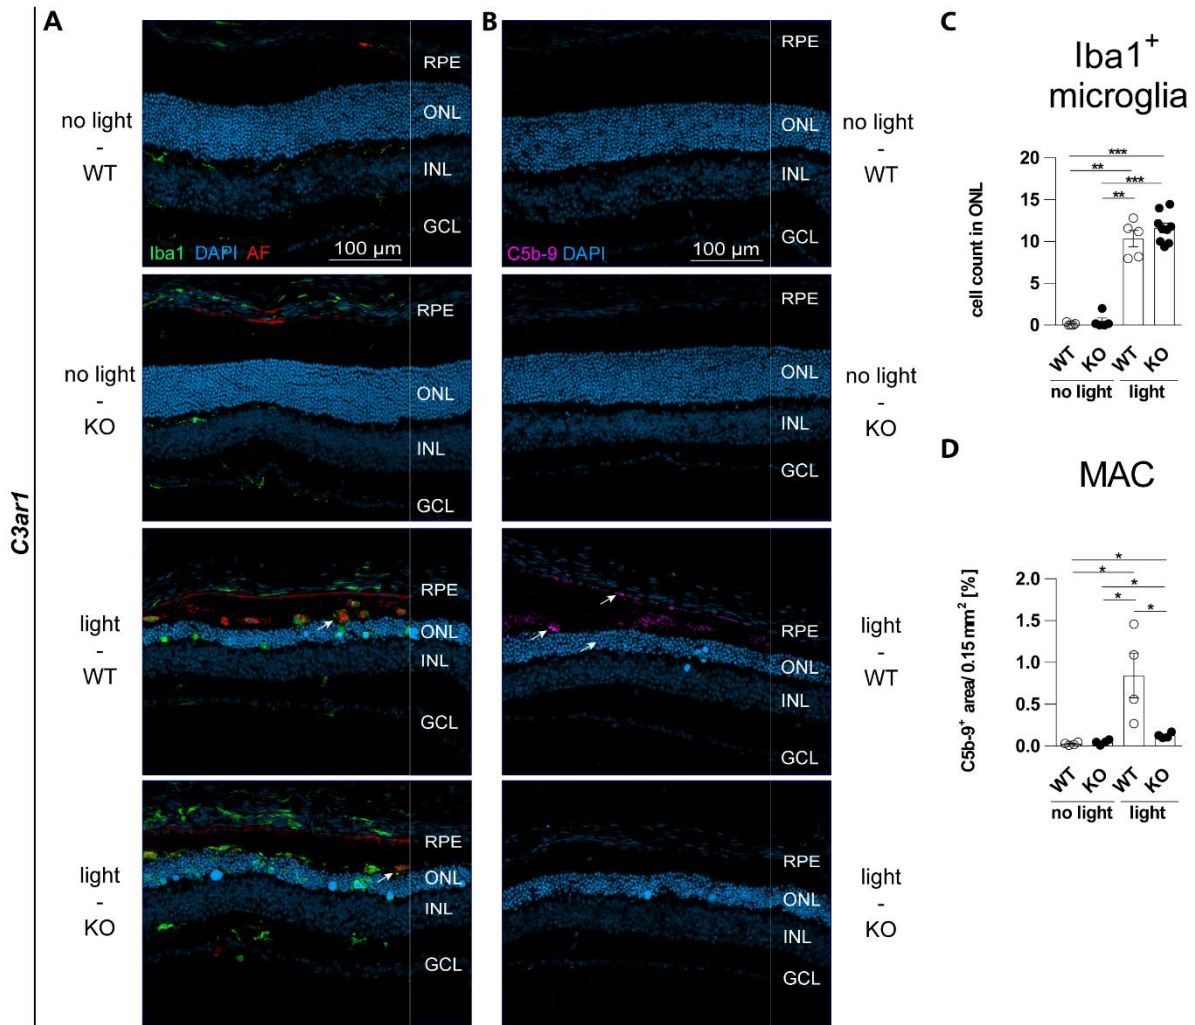 A
B
C
D
C3ar1
no light
-
WT
RPE
ONL
INL
GCL
Iba1 DAPI AF
100 µm
RPE
ONL
INL
GCL
C5b-9 DAPI
100 µm
no light
-
WT
no light
-
KO
RPE
ONL
INL
GCL
RPE
ONL
INL
GCL
no light
-
KO
light
-
WT
RPE
ONL
INL
GCL
RPE
ONL
INL
GCL
light
-
WT
light
-
KO
RPE
ONL
INL
GCL
RPE
ONL
INL
GCL
light
-
KO
Iba1⁺
microglia
cell count in ONL
20
15
10
5
0
***
**
***
**
WT KO WT KO
no light light
MAC
C5b-9⁺ area/ 0.15 mm² [%]
2.0
1.5
1.0
0.5
0.0
*
*
*
*
*
WT KO WT KO
no light light